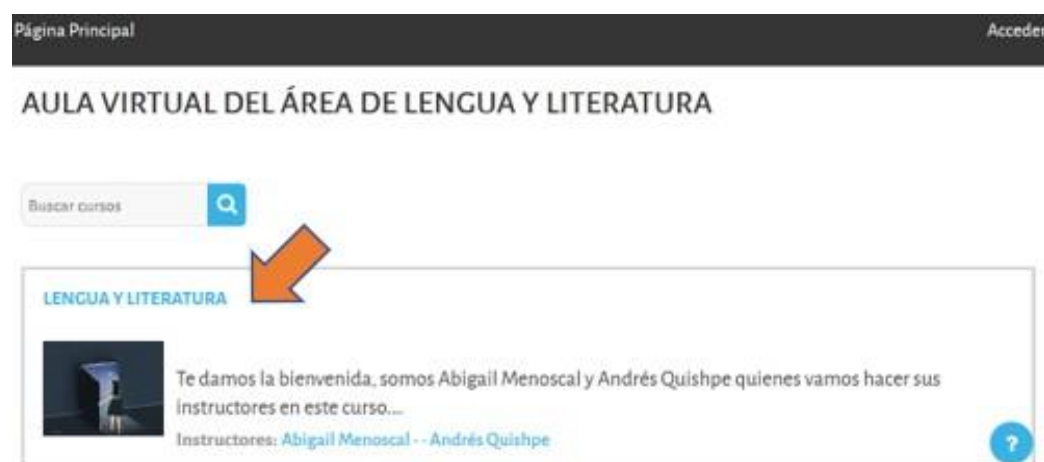 Página Principal
Acceder
AULA VIRTUAL DEL ÁREA DE LENGUA Y LITERATURA
Buscar cursos
LENGUA Y LITERATURA
Te damos la bienvenida, somos Abigail Menoscal y Andrés Quishpe quienes vamos hacer sus
instructores en este curso....
Instructores: Abigail Menoscal - - Andrés Quishpe
?